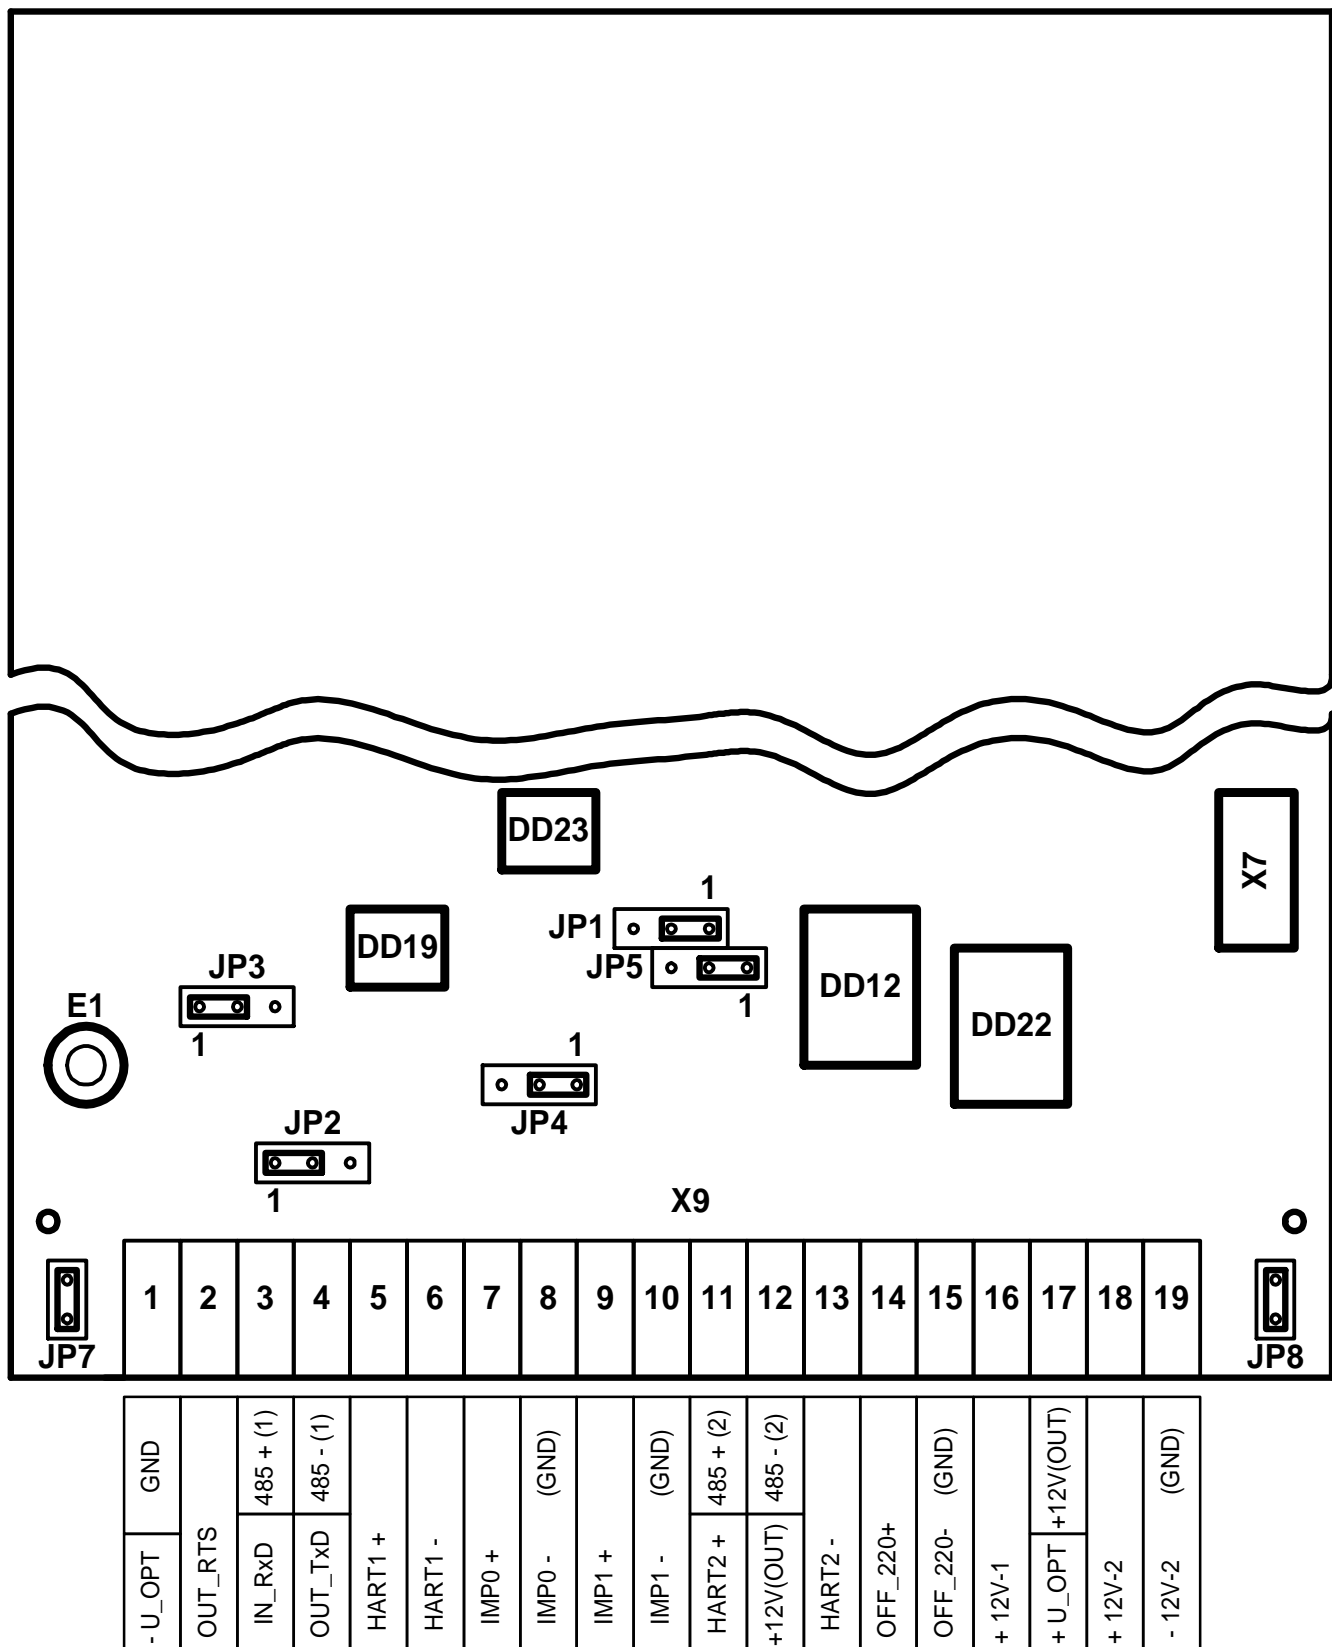 DD23
X7
1
JP1
DD19
JP5
JP3
DD12
E1
1
DD22
1
1
JP4
JP2
1
X9
1 2 3 4 5 6 7 8 9 10 11 12 13 14 15 16 17 18 19
JP7
JP8
- U_OPT GND
OUT_RTS
IN_RxD 485 + (1)
OUT_TxD 485 - (1)
HART1 +
HART1 -
IMP0 +
IMP0 - (GND)
IMP1 +
IMP1 - (GND)
HART2 + 485 + (2)
+12V(OUT) 485 - (2)
HART2 -
OFF_220+
OFF_220- (GND)
+ 12V-1
+ U_OPT +12V(OUT)
+ 12V-2
- 12V-2 (GND)